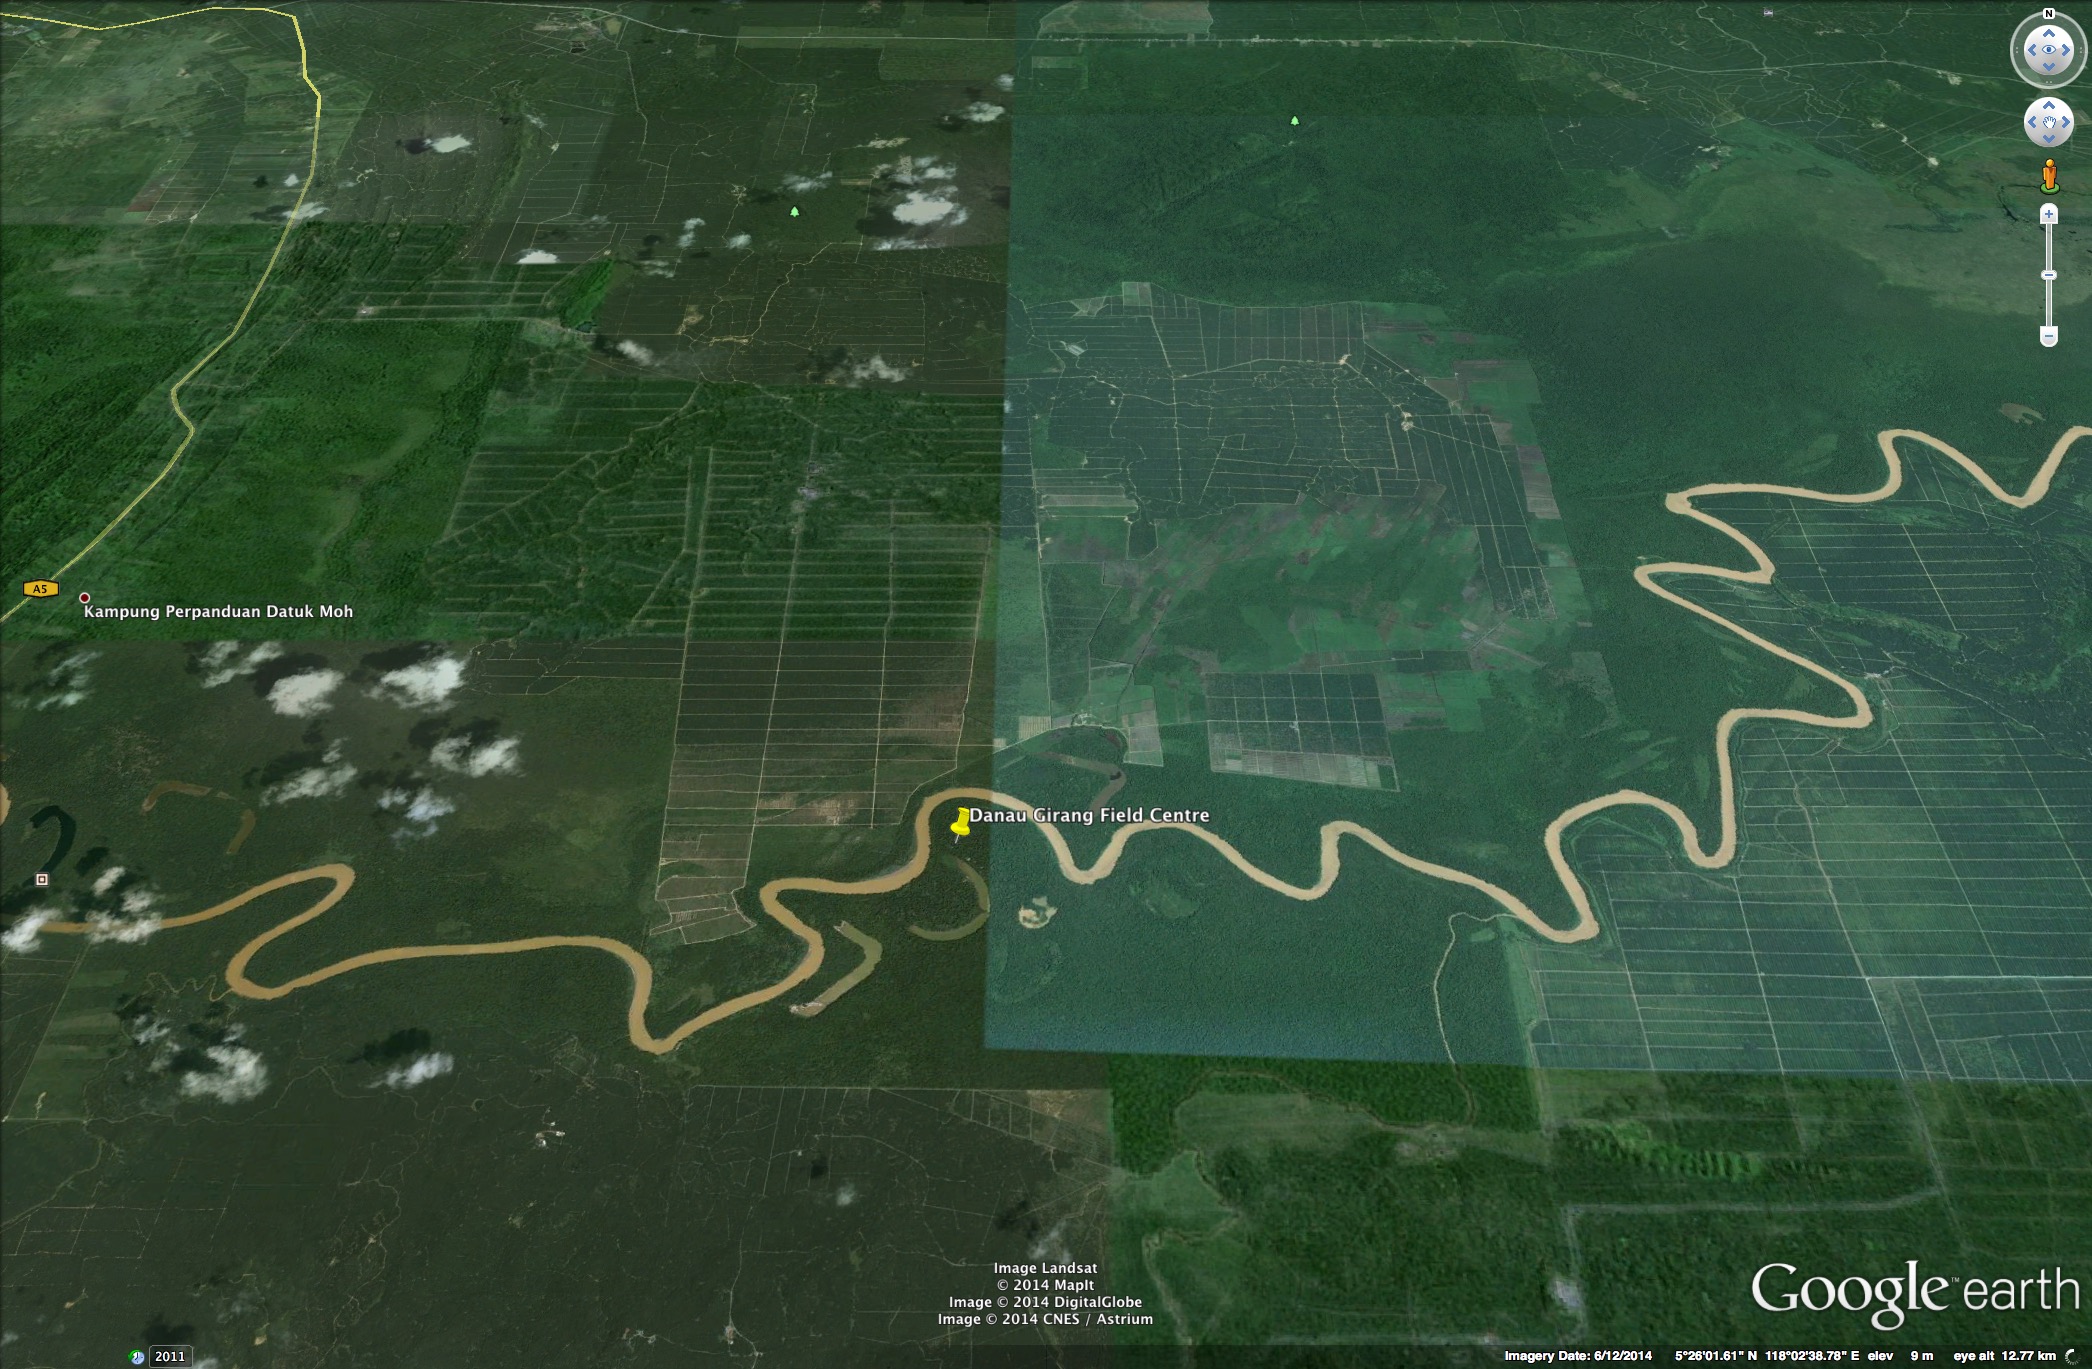 N
A5
Kampung Perpanduan Datuk Moh
Danau Girang Field Centre
Image Landsat
© 2014 MapIt
Image © 2014 DigitalGlobe
Image © 2014 CNES / Astrium
Google™ earth
2011
Imagery Date: 6/12/2014 5°26'01.61" N 118°02'38.78" E elev 9 m eye alt 12.77 km